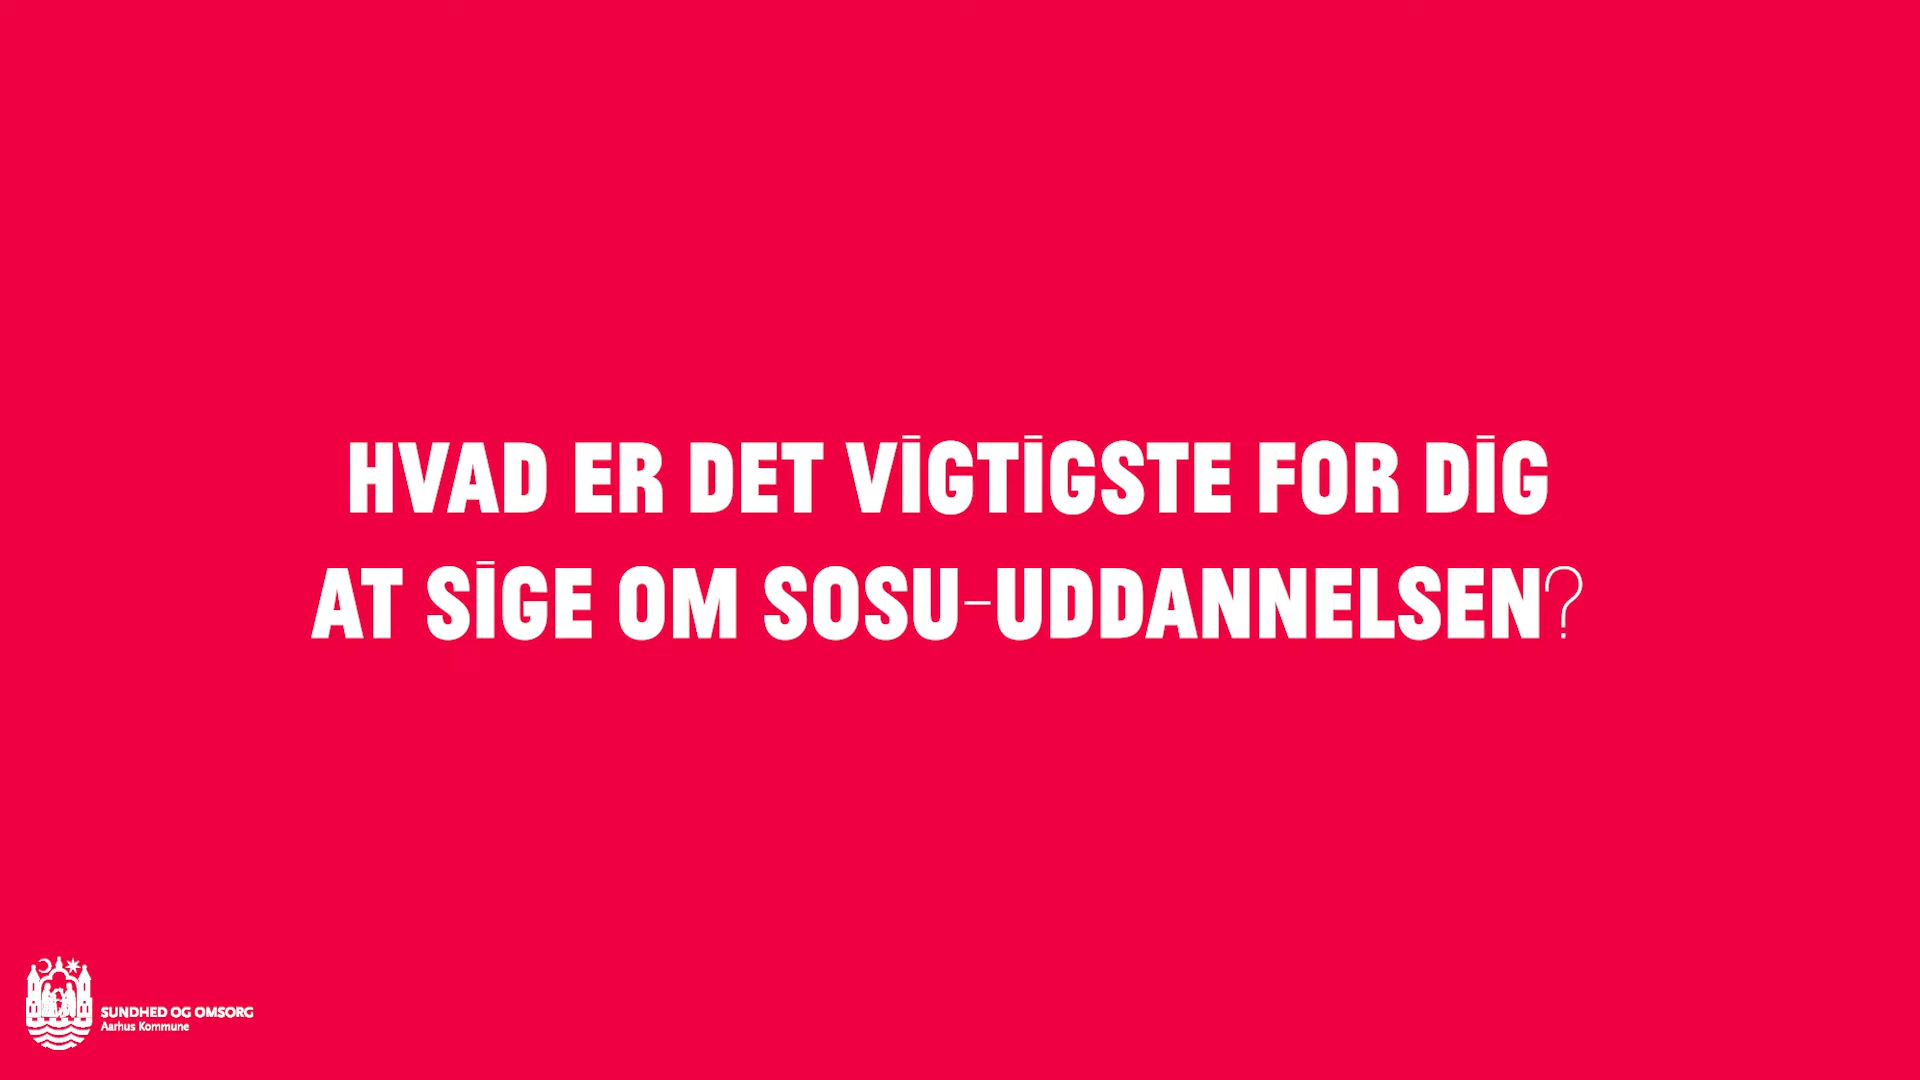 HVAD ER DET VIGTIGSTE FOR DIG
AT SIGE OM SOSU-UDDANNELSEN?
SUNDHED OG OMSORG
Aarhus Kommune